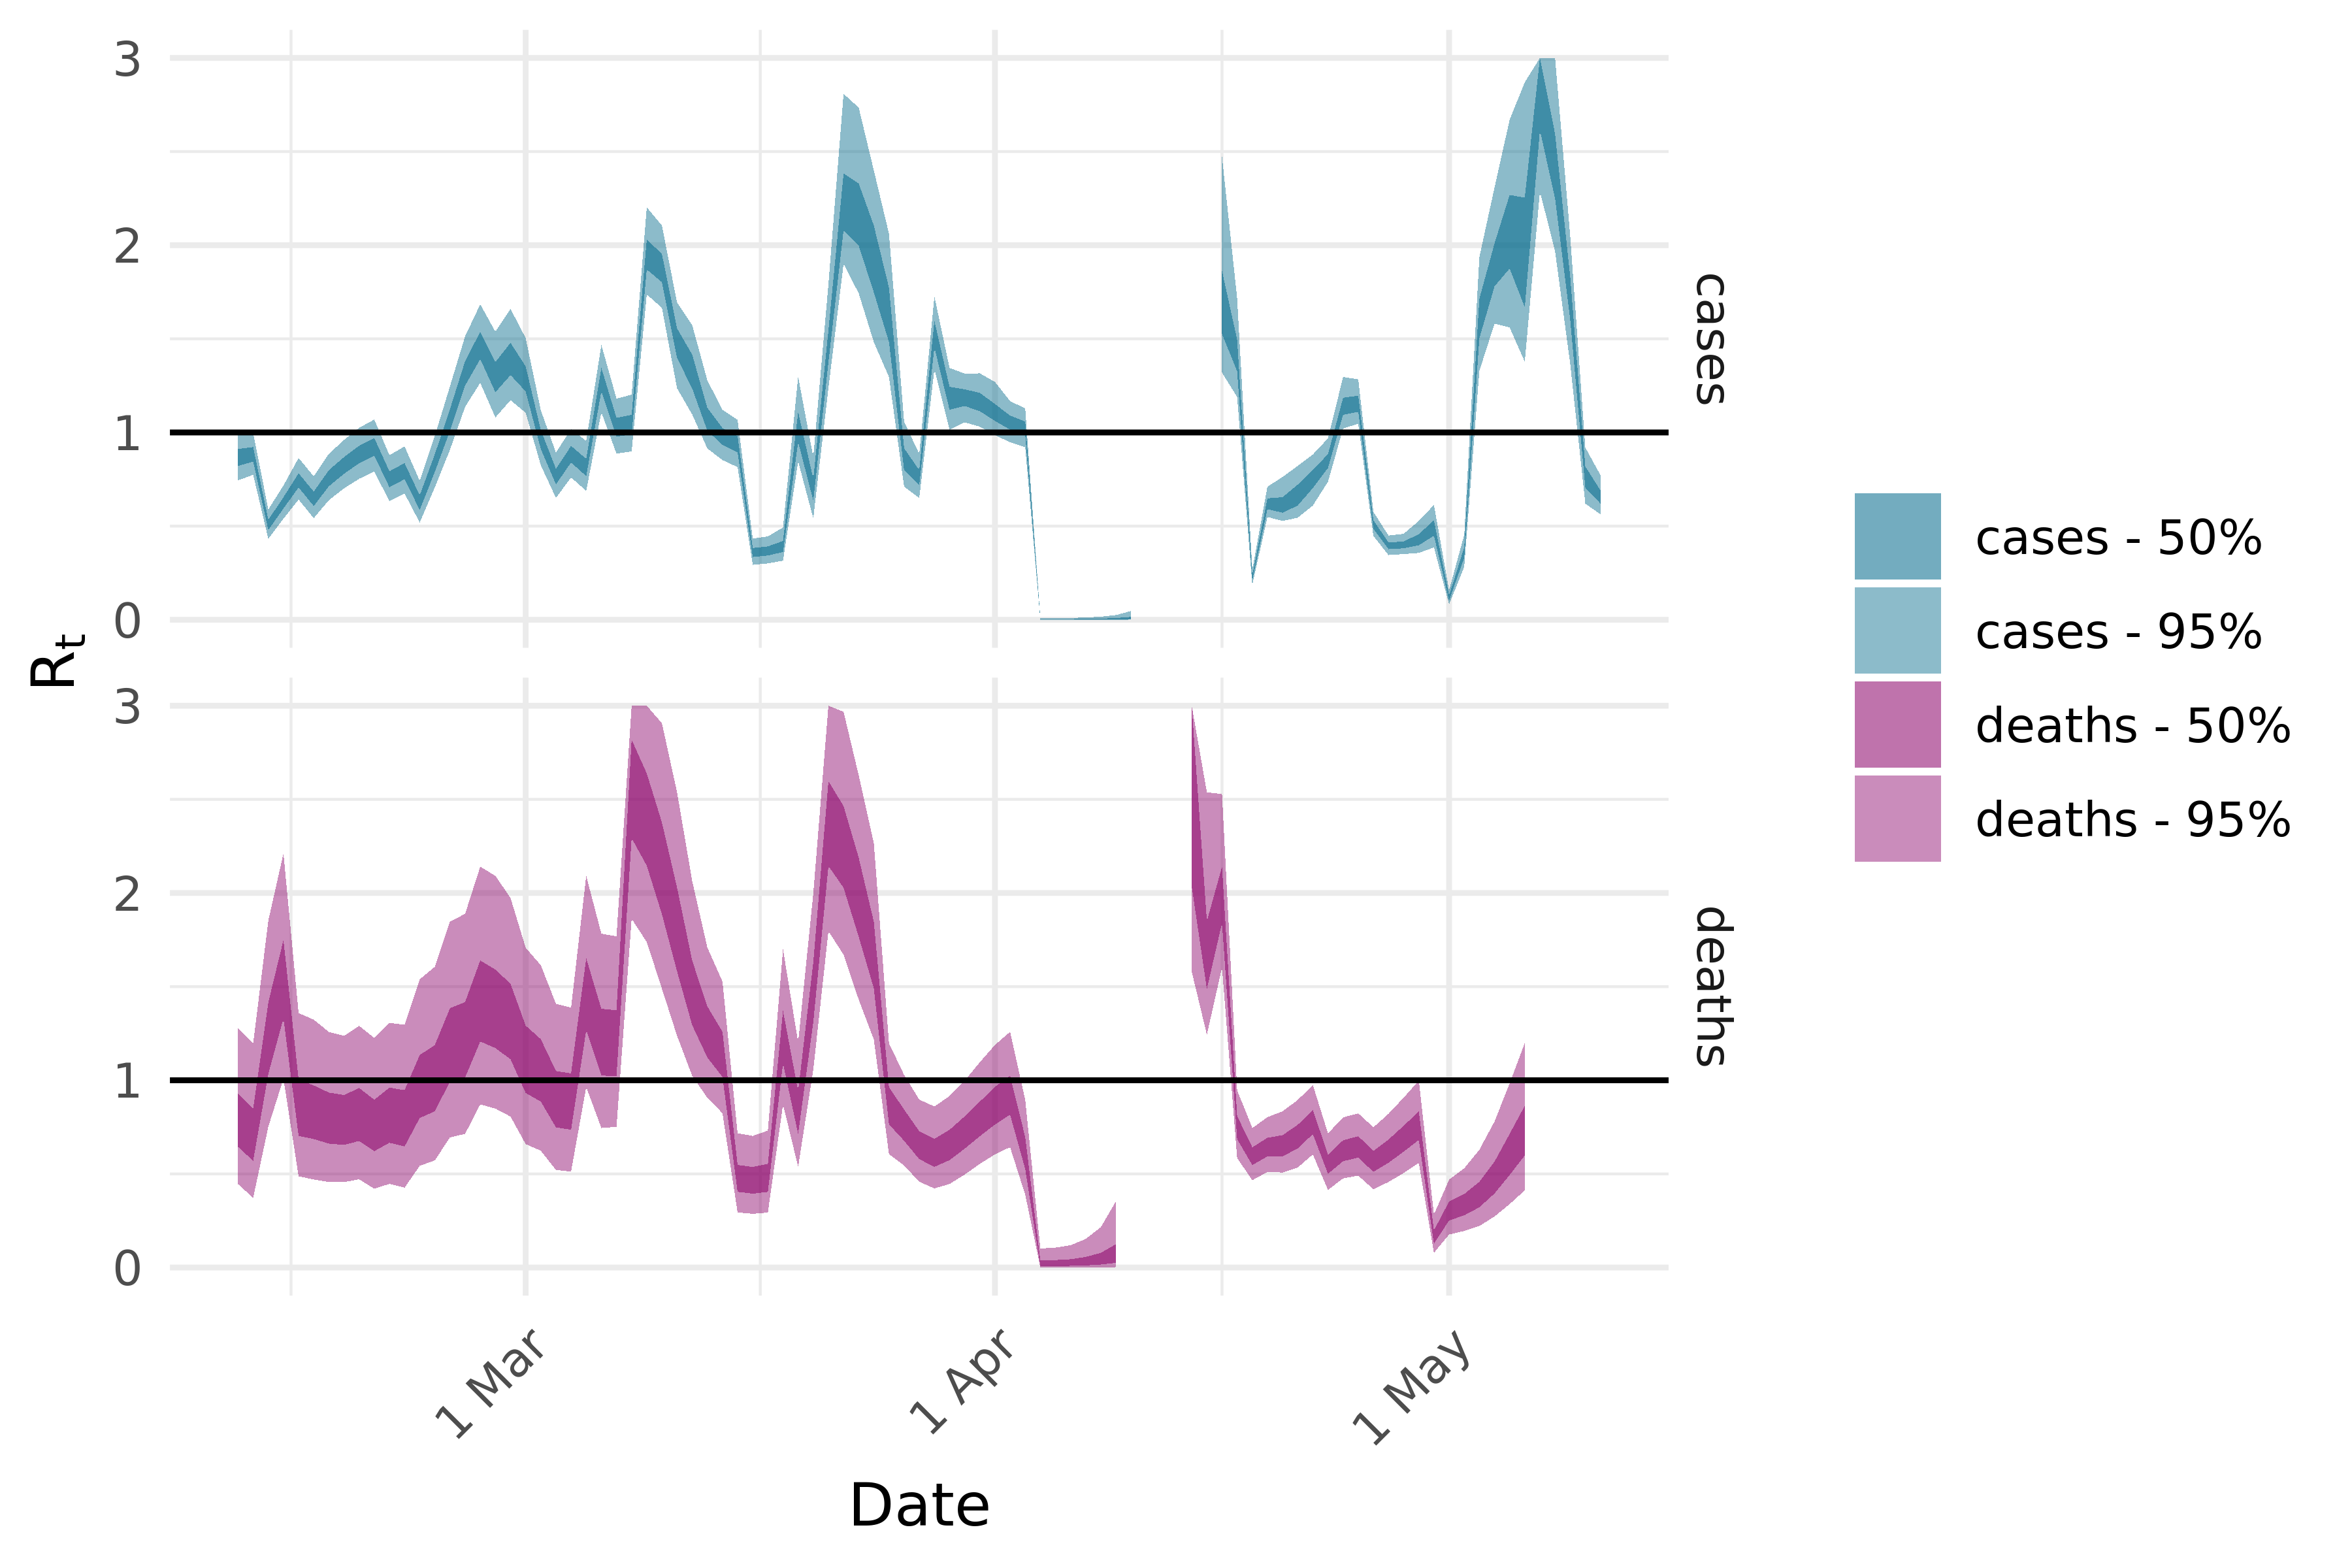 3
2
1
0
cases
3
2
1
0
deaths
Rt
1 Mar
1 Apr
1 May
Date
cases - 50%
cases - 95%
deaths - 50%
deaths - 95%